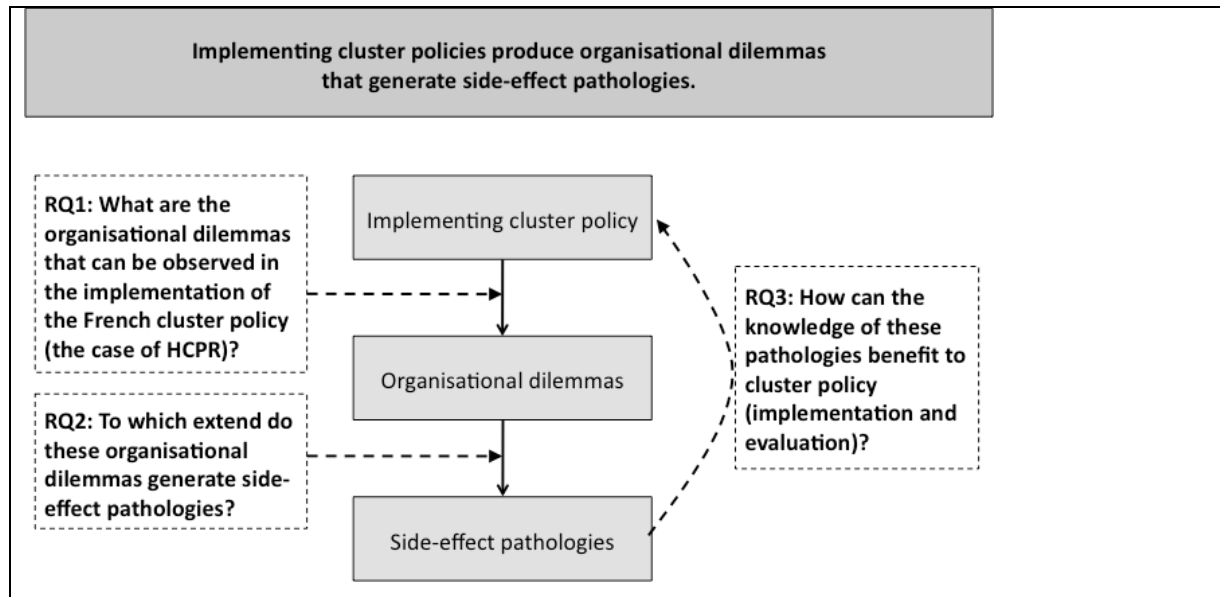 Implementing cluster policies produce organisational dilemmas
that generate side-effect pathologies.
RQ1: What are the
organisational dilemmas
that can be observed in
the implementation of
the French cluster policy
(the case of HCPR)?
Implementing cluster policy
RQ3: How can the
knowledge of these
pathologies benefit to
cluster policy
(implementation and
evaluation)?
Organisational dilemmas
RQ2: To which extend do
these organisational
dilemmas generate side-
effect pathologies?
Side-effect pathologies